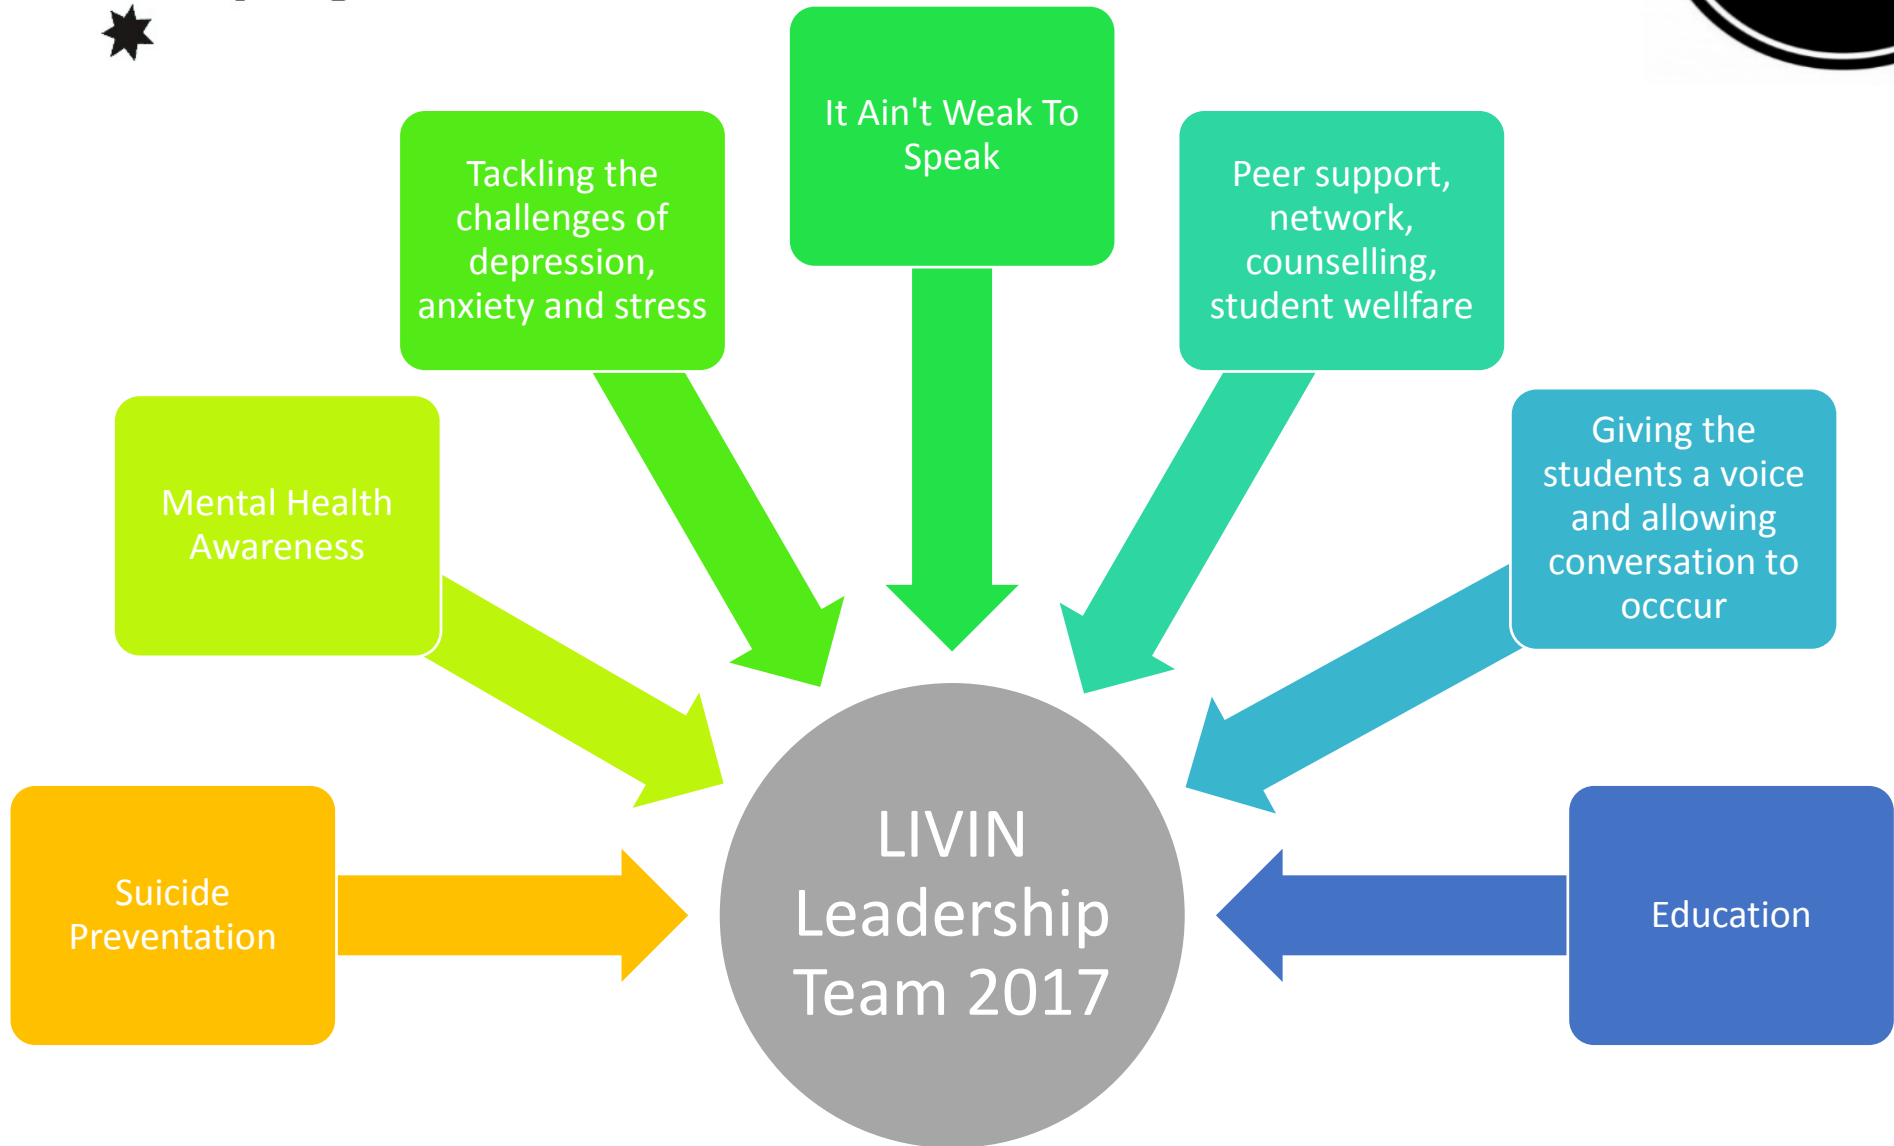 It Ain't Weak To
Speak
Tackling the
challenges of
depression,
anxiety and stress
Peer support,
network,
counselling,
student wellfare
Mental Health
Awareness
Giving the
students a voice
and allowing
conversation to
occcur
Suicide
Preventation
LIVIN
Leadership
Team 2017
Education